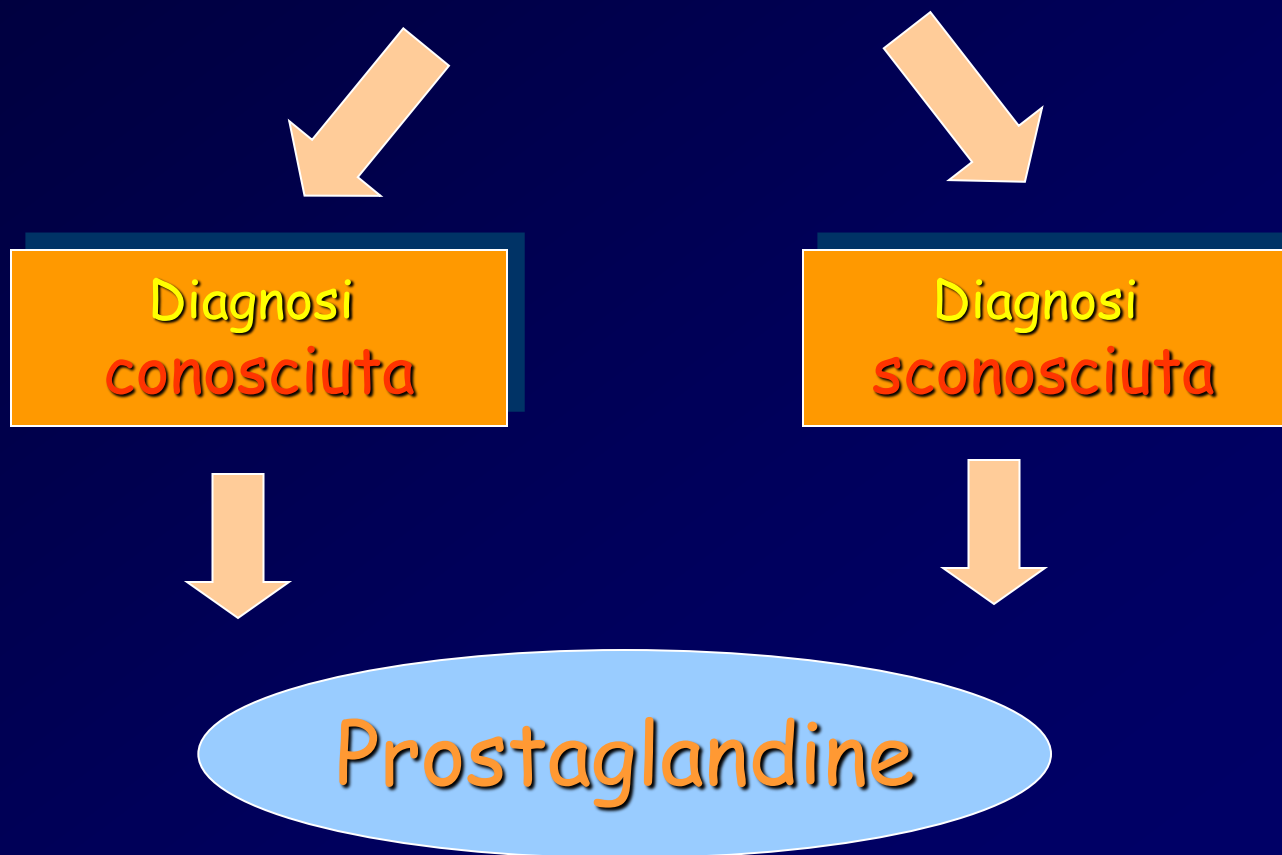 Diagnosi
conosciuta
Diagnosi
sconosciuta
Prostaglandine